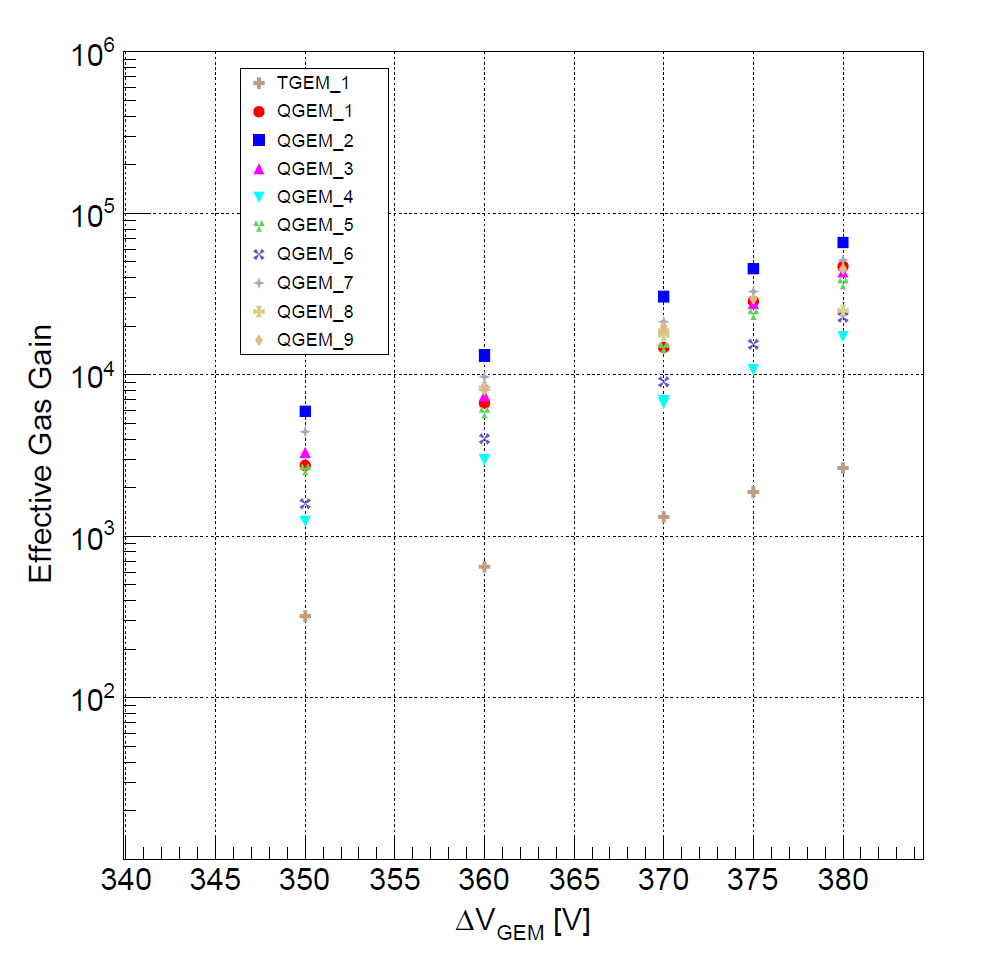 10^6
10^5
10^4
10^3
10^2
Effective Gas Gain
TGEM_1
QGEM_1
QGEM_2
QGEM_3
QGEM_4
QGEM_5
QGEM_6
QGEM_7
QGEM_8
QGEM_9
340 345 350 355 360 365 370 375 380
ΔV_GEM [V]